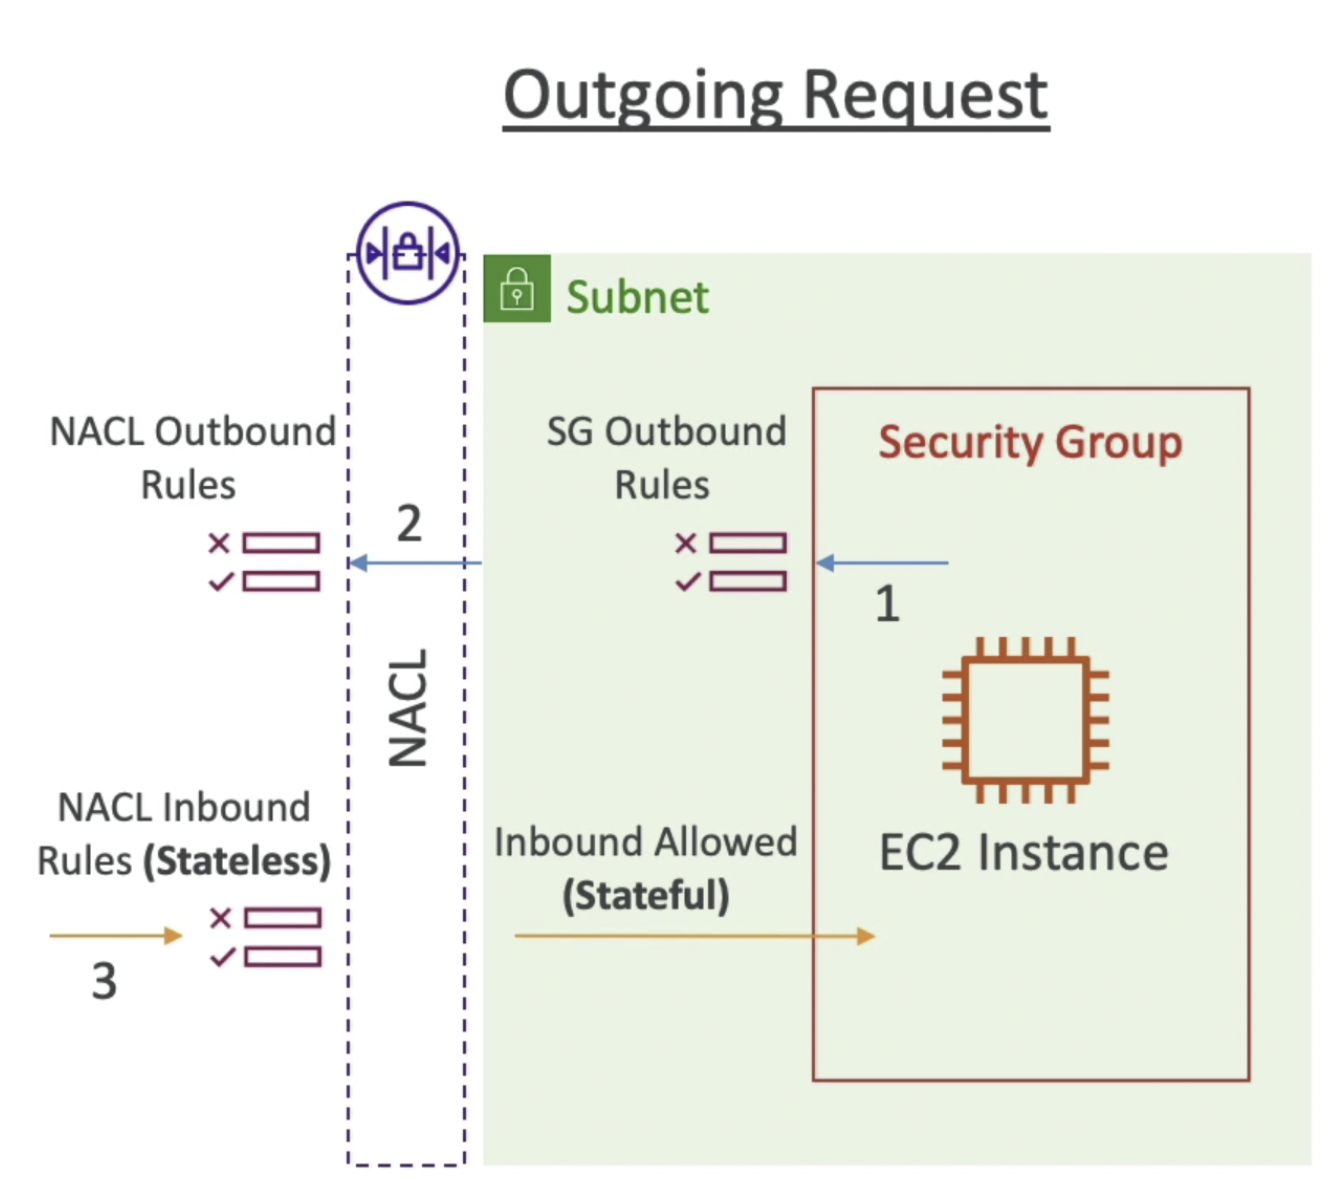 Outgoing Request
Subnet
NACL Outbound
Rules
SG Outbound
Rules
Security Group
2
1
NACL
NACL Inbound
Rules (Stateless)
Inbound Allowed
(Stateful)
EC2 Instance
3